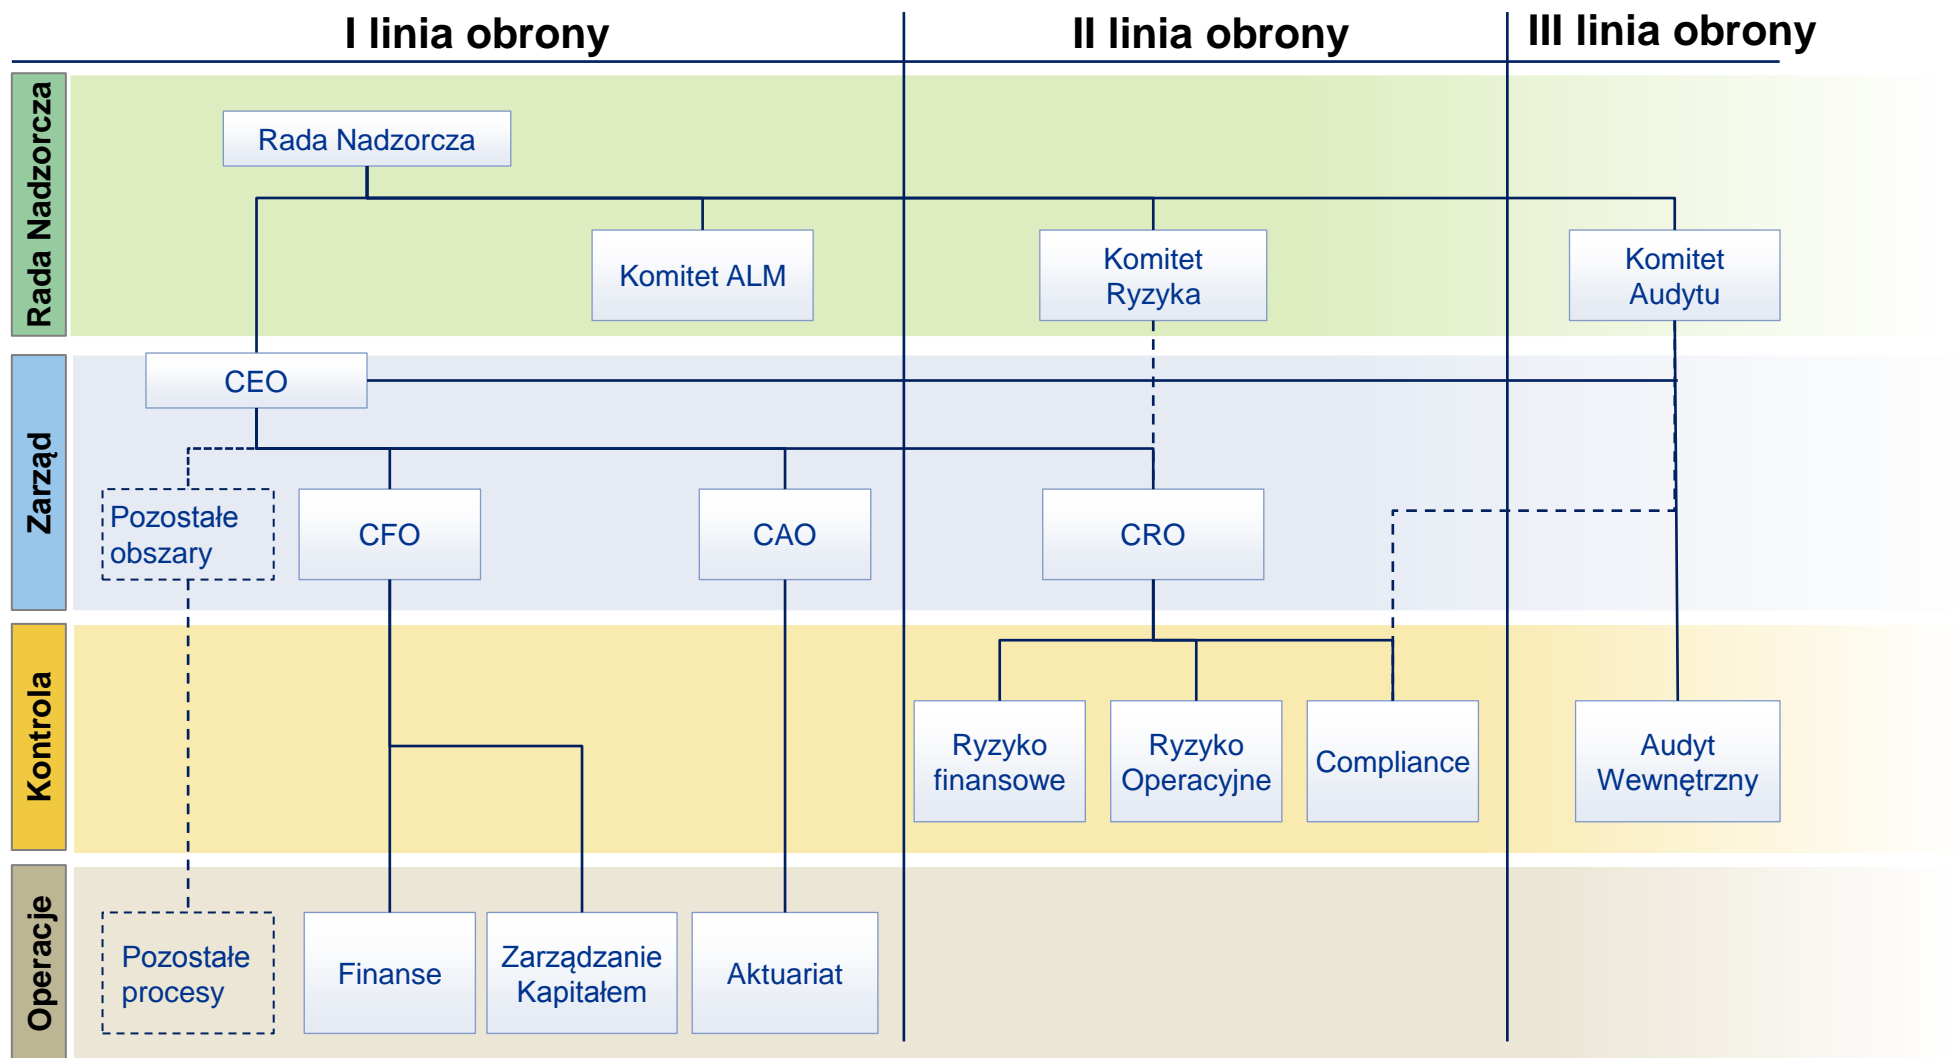 I linia obrony
II linia obrony
III linia obrony
Rada Nadzorcza
Rada Nadzorcza
Komitet ALM
Komitet
Ryzyka
Komitet
Audytu
Zarząd
CEO
Pozostałe
obszary
CFO
CAO
CRO
Kontrola
Ryzyko
finansowe
Ryzyko
Operacyjne
Compliance
Audyt
Wewnętrzny
Operacje
Pozostałe
procesy
Finanse
Zarządzanie
Kapitałem
Aktuariat